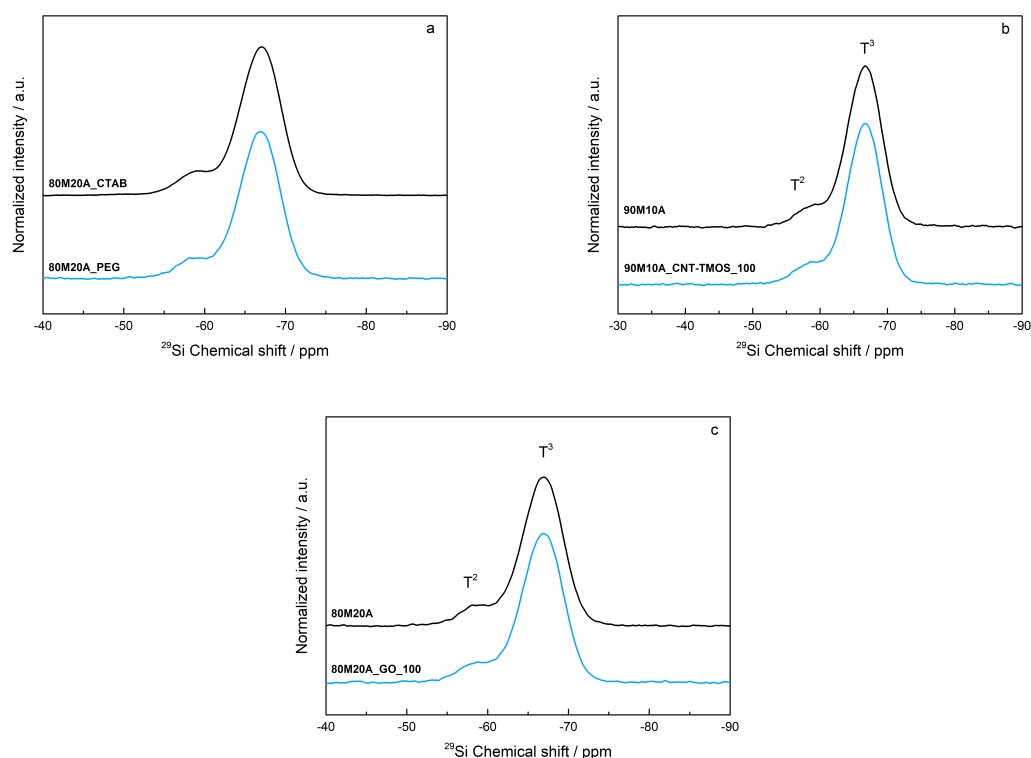 a
Normalized intensity / a.u.
80M20A_CTAB
80M20A_PEG
-40 -50 -60 -70 -80 -90
²⁹Si Chemical shift / ppm
b
Normalized intensity / a.u.
T³
T²
90M10A
90M10A_CNT-TMOS_100
-30 -40 -50 -60 -70 -80 -90
²⁹Si Chemical shift / ppm
c
Normalized intensity / a.u.
T³
T²
80M20A
80M20A_GO_100
-40 -50 -60 -70 -80 -90
²⁹Si Chemical shift / ppm